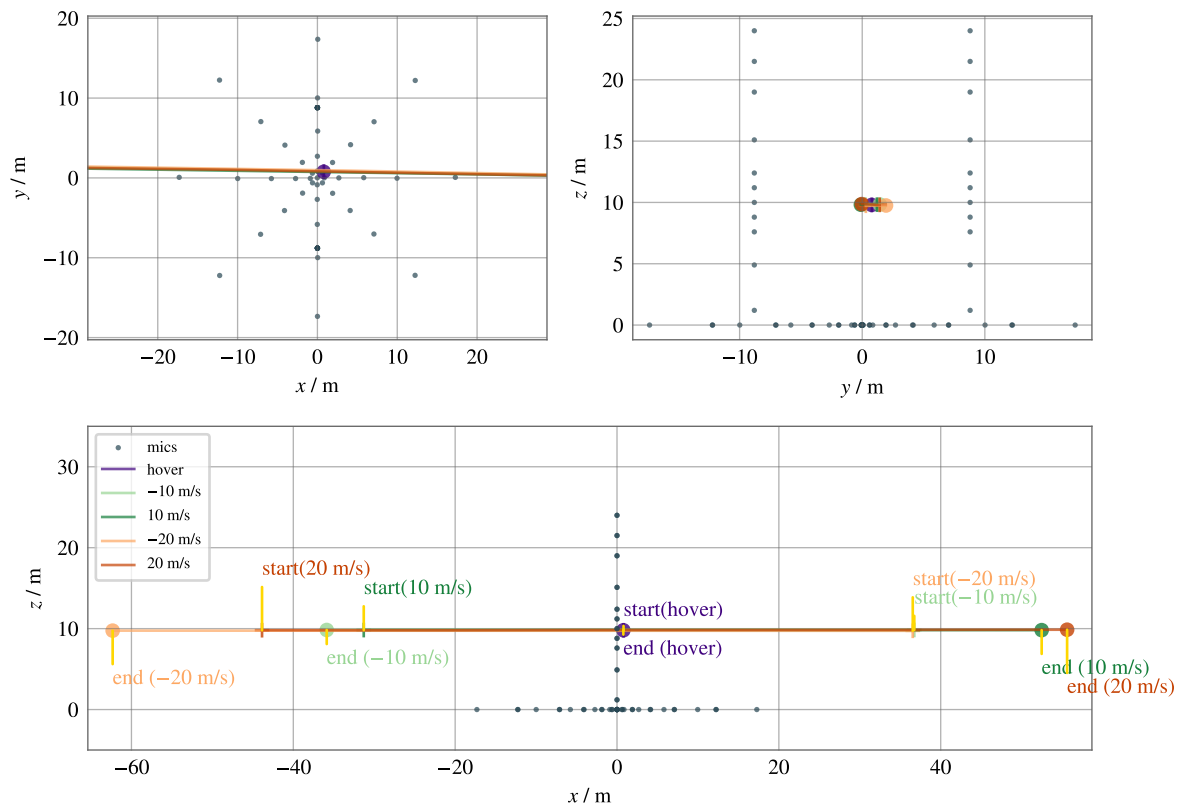 20
10
0
−10
−20
y / m
−20
−10
0
10
20
x / m
25
20
15
10
5
0
z / m
−10
0
10
y / m
mics
hover
−10 m/s
10 m/s
−20 m/s
20 m/s
start(20 m/s)
start(10 m/s)
start(−20 m/s)
start(−10 m/s)
start(hover)
end (hover)
end (−10 m/s)
end (−20 m/s)
end (10 m/s)
end (20 m/s)
30
20
10
0
z / m
−60
−40
−20
0
20
40
x / m